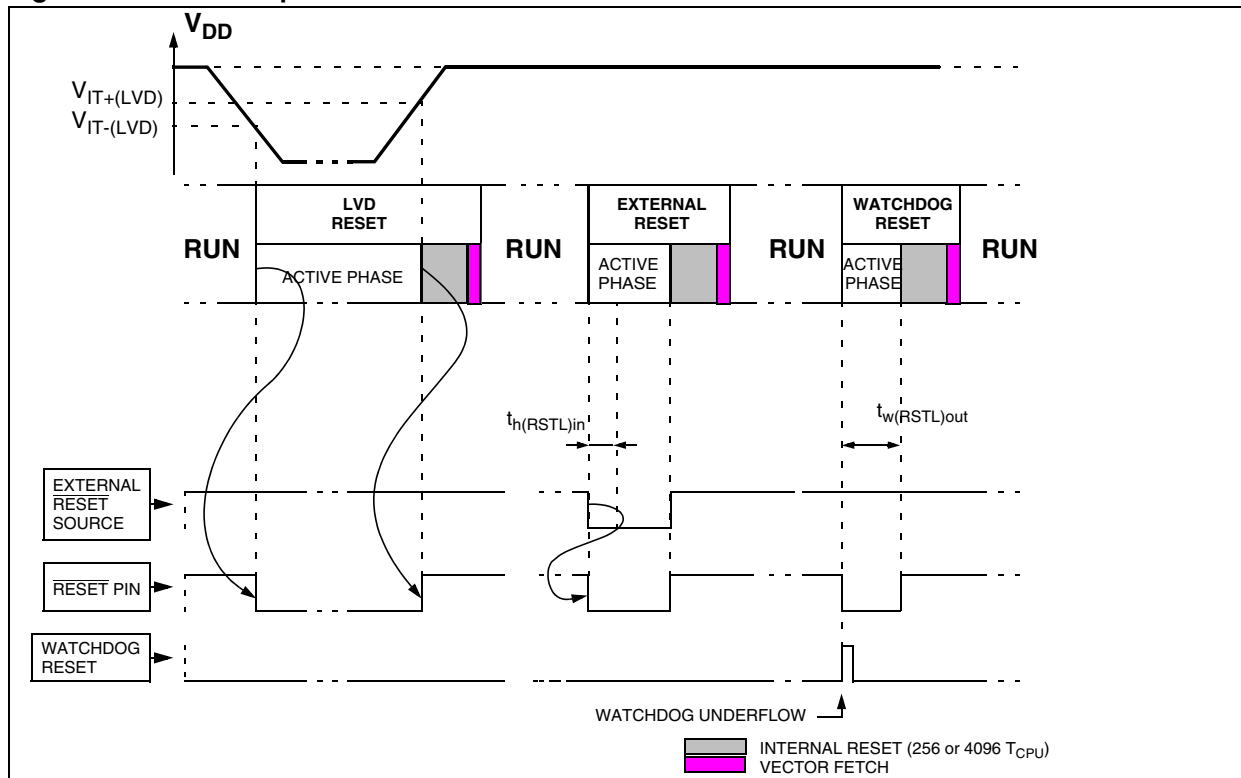 V_DD
V_IT+(LVD)
V_IT-(LVD)
LVD
RESET
EXTERNAL
RESET
WATCHDOG
RESET
RUN
RUN
RUN
RUN
ACTIVE PHASE
ACTIVE
PHASE
ACTIVE
PHASE
t_h(RSTL)in
t_w(RSTL)out
EXTERNAL
RESET
SOURCE
RESET PIN
WATCHDOG
RESET
WATCHDOG UNDERFLOW
INTERNAL RESET (256 or 4096 T_CPU)
VECTOR FETCH